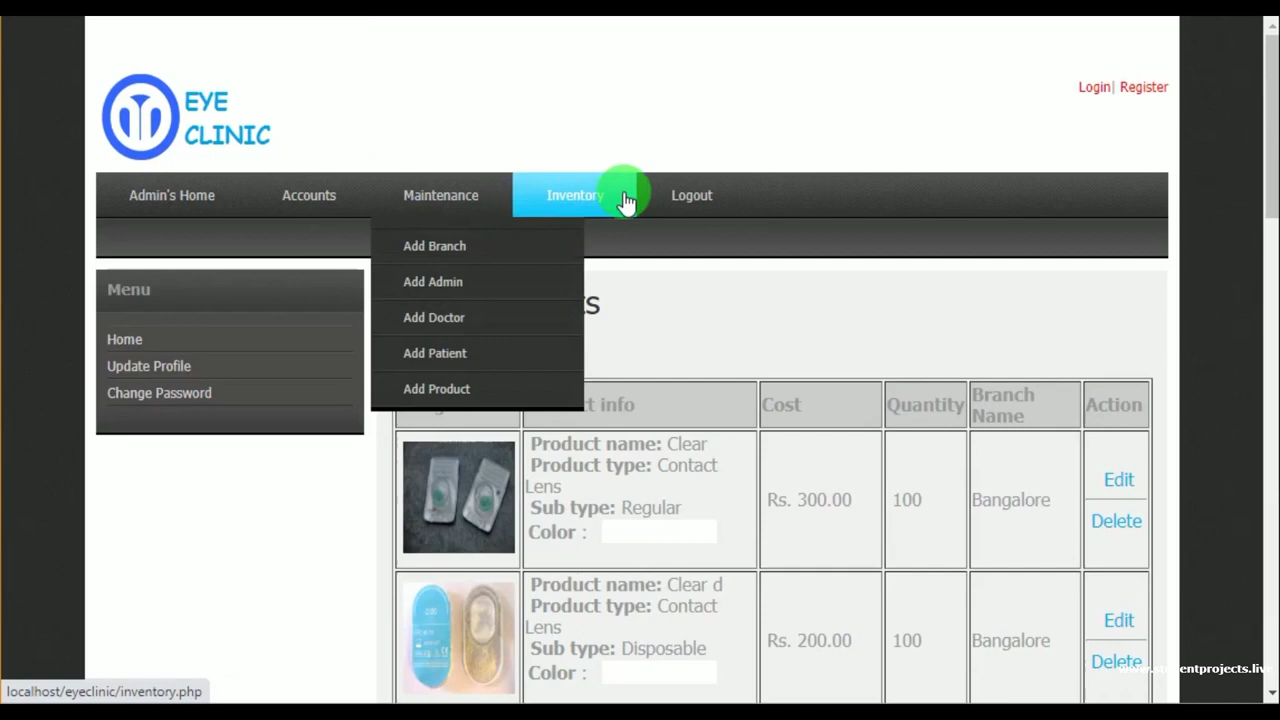 EYE
CLINIC
Login| Register
Admin's Home
Accounts
Maintenance
Inventory
Logout
Add Branch
Add Admin
Add Doctor
Add Patient
Add Product
Menu
Home
Update Profile
Change Password
info
Cost
Quantity
Branch
Name
Action
Product name: Clear
Product type: Contact
Lens
Sub type: Regular
Color :
Rs. 300.00
100
Bangalore
Edit
Delete
Product name: Clear d
Product type: Contact
Lens
Sub type: Disposable
Color :
Rs. 200.00
100
Bangalore
Edit
Delete
localhost/eyeclinic/inventory.php